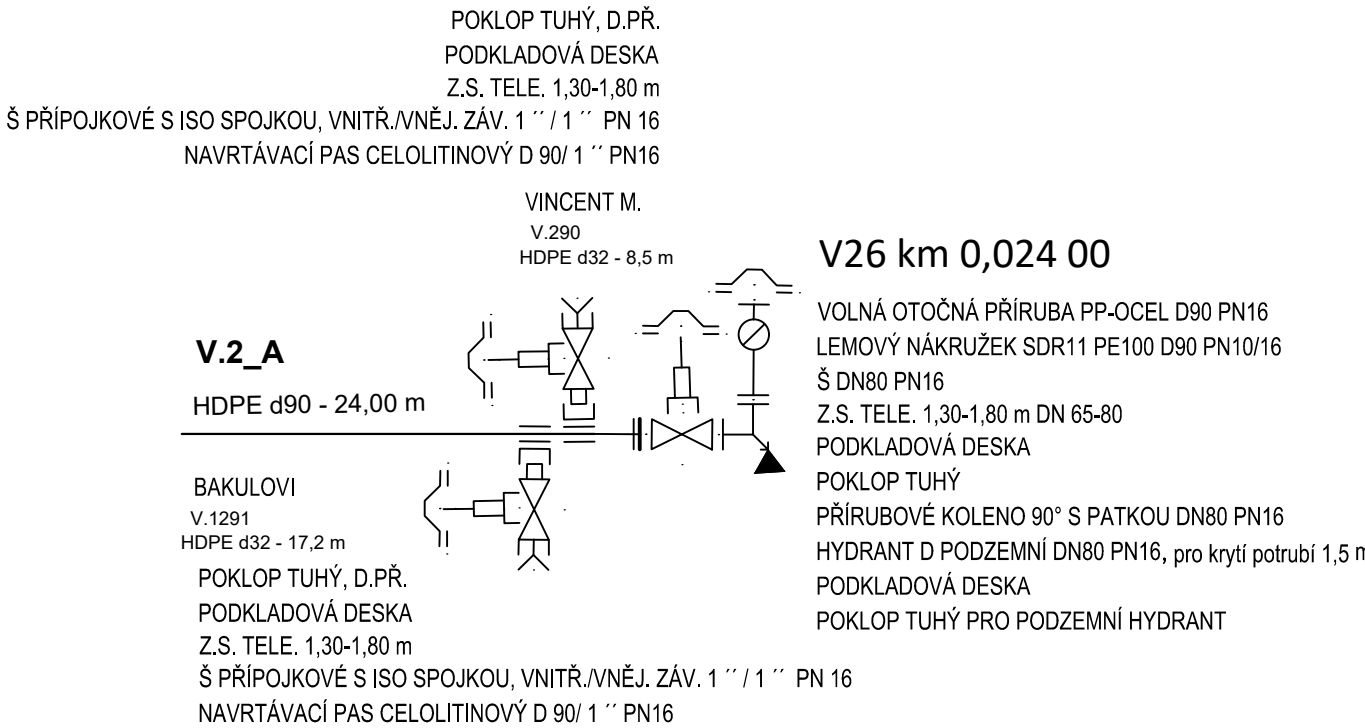 POKLOP TUHÝ, D.PŘ.
PODKLADOVÁ DESKA
Z.S. TELE. 1,30-1,80 m
Š PŘÍPOJKOVÉ S ISO SPOJKOU, VNITŘ./VNĚJ. ZÁV. 1 ´´ / 1 ´´ PN 16
NAVRTÁVACÍ PAS CELOLITINOVÝ D 90/ 1 ´´ PN16
VINCENT M.
V.290
HDPE d32 - 8,5 m
V26 km 0,024 00
VOLNÁ OTOČNÁ PŘÍRUBA PP-OCEL D90 PN16
LEMOVÝ NÁKRUŽEK SDR11 PE100 D90 PN10/16
Š DN80 PN16
Z.S. TELE. 1,30-1,80 m DN 65-80
PODKLADOVÁ DESKA
POKLOP TUHÝ
PŘÍRUBOVÉ KOLENO 90° S PATKOU DN80 PN16
HYDRANT D PODZEMNÍ DN80 PN16, pro krytí potrubí 1,5 m
PODKLADOVÁ DESKA
POKLOP TUHÝ PRO PODZEMNÍ HYDRANT
V.2_A
HDPE d90 - 24,00 m
BAKULOVI
V.1291
HDPE d32 - 17,2 m
POKLOP TUHÝ, D.PŘ.
PODKLADOVÁ DESKA
Z.S. TELE. 1,30-1,80 m
Š PŘÍPOJKOVÉ S ISO SPOJKOU, VNITŘ./VNĚJ. ZÁV. 1 ´´ / 1 ´´ PN 16
NAVRTÁVACÍ PAS CELOLITINOVÝ D 90/ 1 ´´ PN16